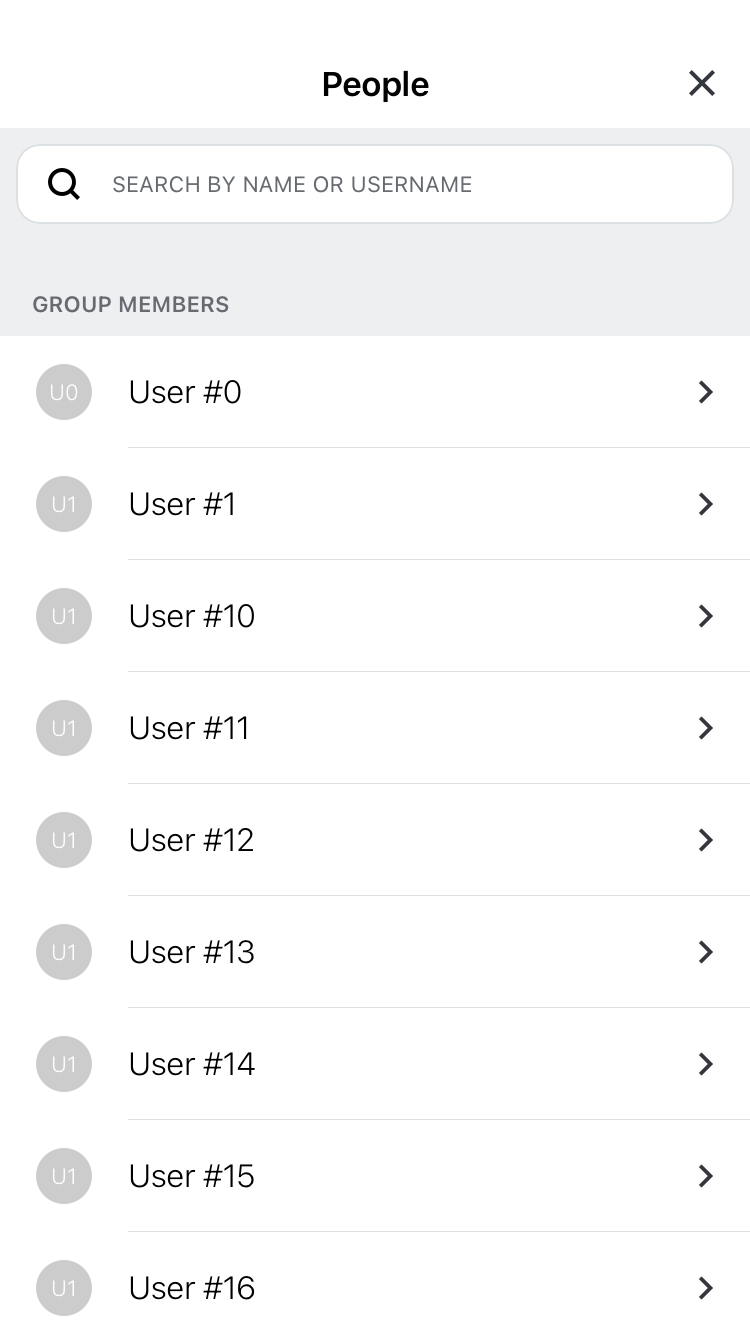 People
SEARCH BY NAME OR USERNAME
GROUP MEMBERS
U0 User #0
U1 User #1
U1 User #10
U1 User #11
U1 User #12
U1 User #13
U1 User #14
U1 User #15
U1 User #16